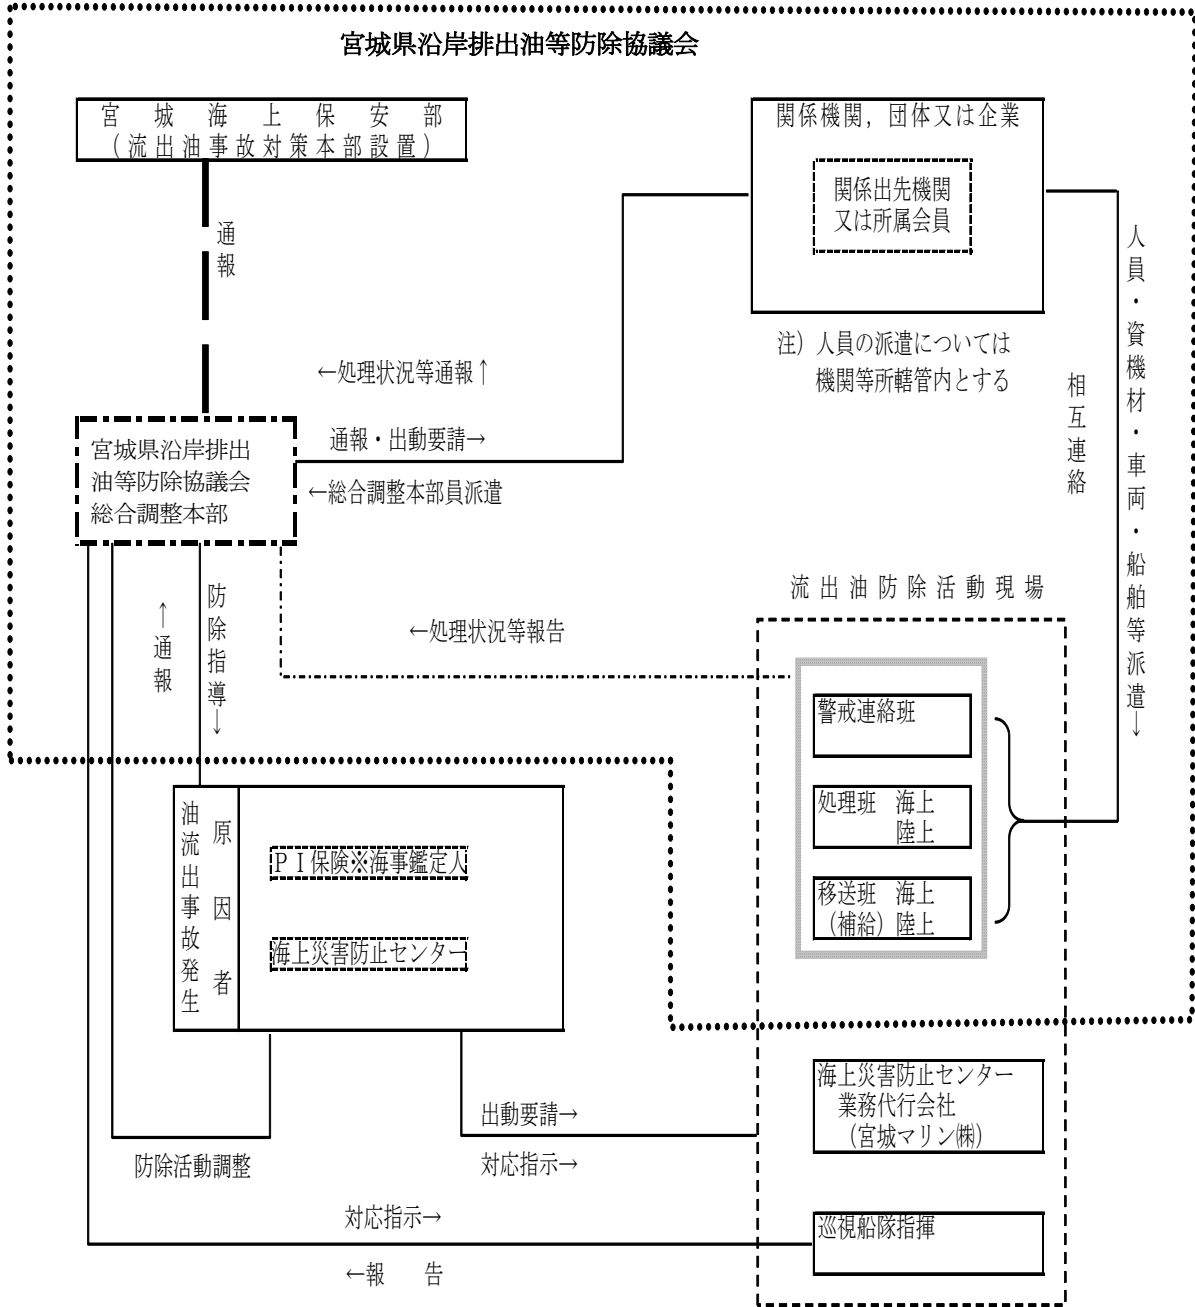 宮城県沿岸排出油等防除協議会
宮城海上保安部
（流出油事故対策本部設置）
関係機関，団体又は企業
関係出先機関
又は所属会員
通報
人員・資機材・車両・船舶等派遣→
注）人員の派遣については
機関等所轄管内とする
←処理状況等通報↑
相互連絡
通報・出動要請→
宮城県沿岸排出
油等防除協議会
総合調整本部
←総合調整本部員派遣
流出油防除活動現場
←通報
防除指導→
←処理状況等報告
警戒連絡班
処理班　海上
陸上
移送班　海上
（補給）陸上
油流出事故発生
原因者
ＰＩ保険※海事鑑定人
海上災害防止センター
海上災害防止センター
業務代行会社
（宮城マリン㈱）
出動要請→
対応指示→
防除活動調整
対応指示→
巡視船隊指揮
←報　告